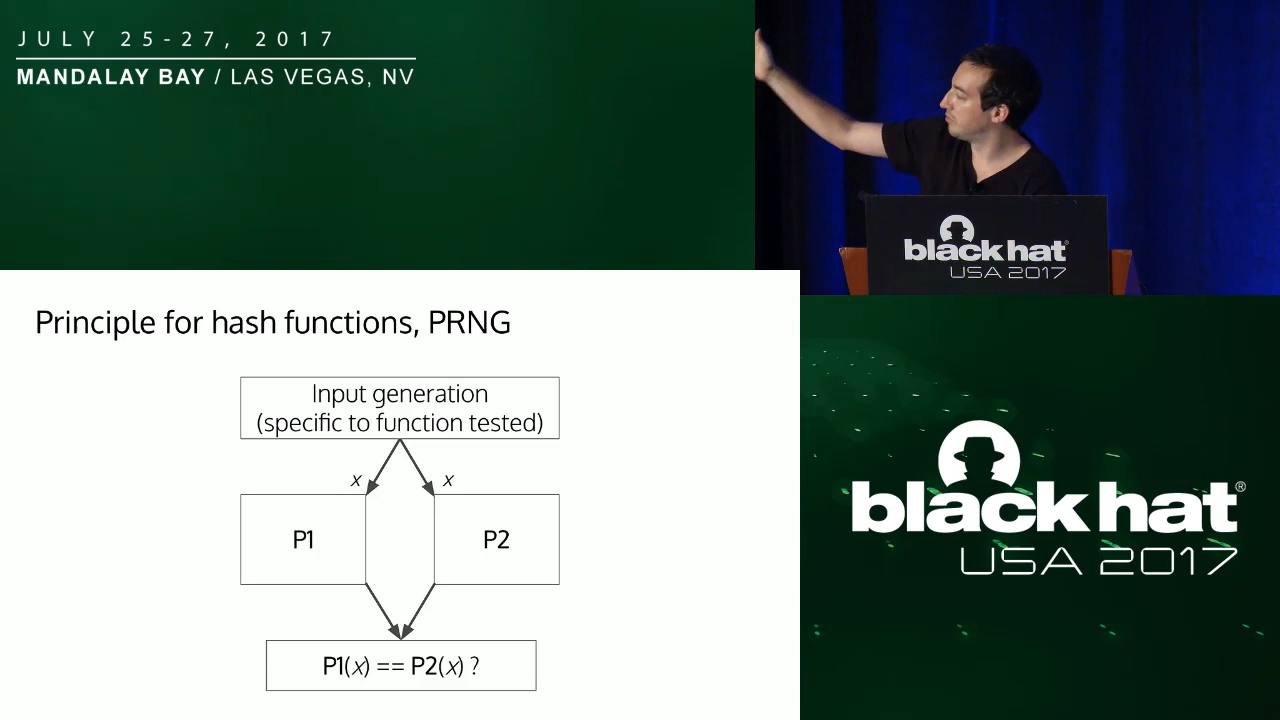 JULY 25-27, 2017
MANDALAY BAY / LAS VEGAS, NV
black hat®
USA 2017
Principle for hash functions, PRNG
Input generation
(specific to function tested)
x
x
P1
P2
P1(x) == P2(x) ?
black hat®
USA 2017